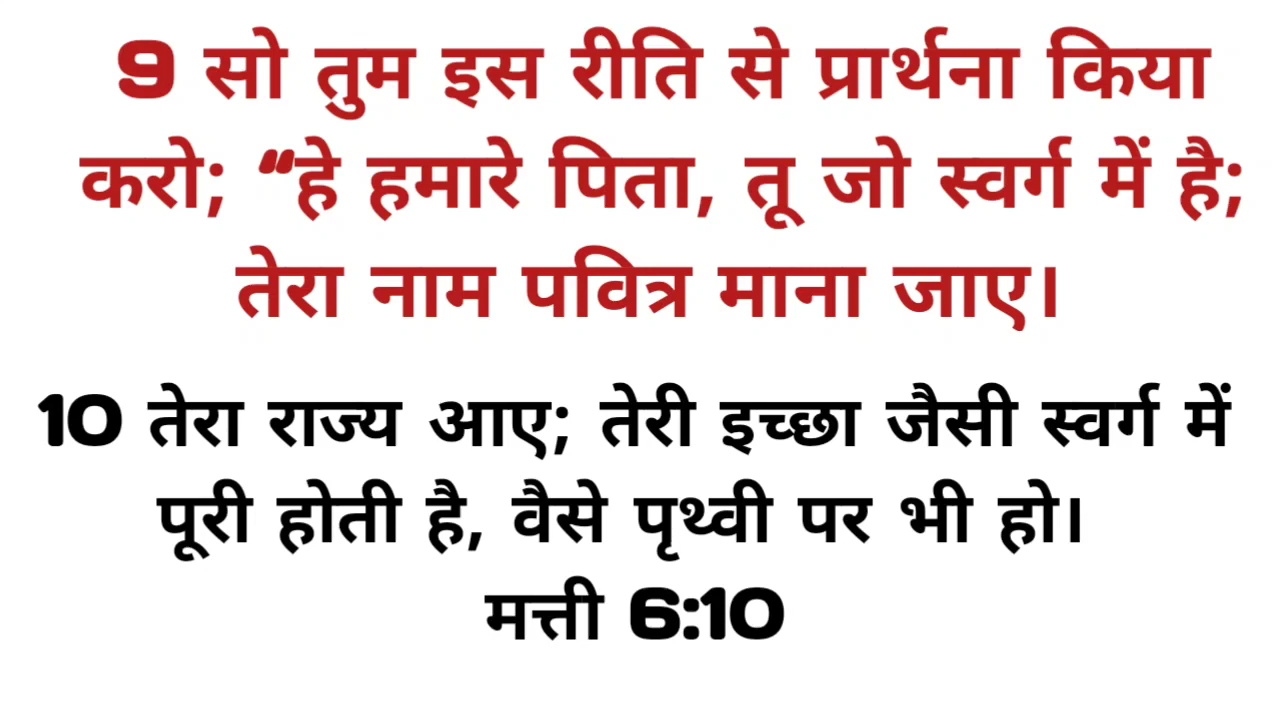 9 सो तुम इस रीति से प्रार्थना किया
करो; “हे हमारे पिता, तू जो स्वर्ग में है;
तेरा नाम पवित्र माना जाए।
10 तेरा राज्य आए; तेरी इच्छा जैसी स्वर्ग में
पूरी होती है, वैसे पृथ्वी पर भी हो।
मत्ती 6:10